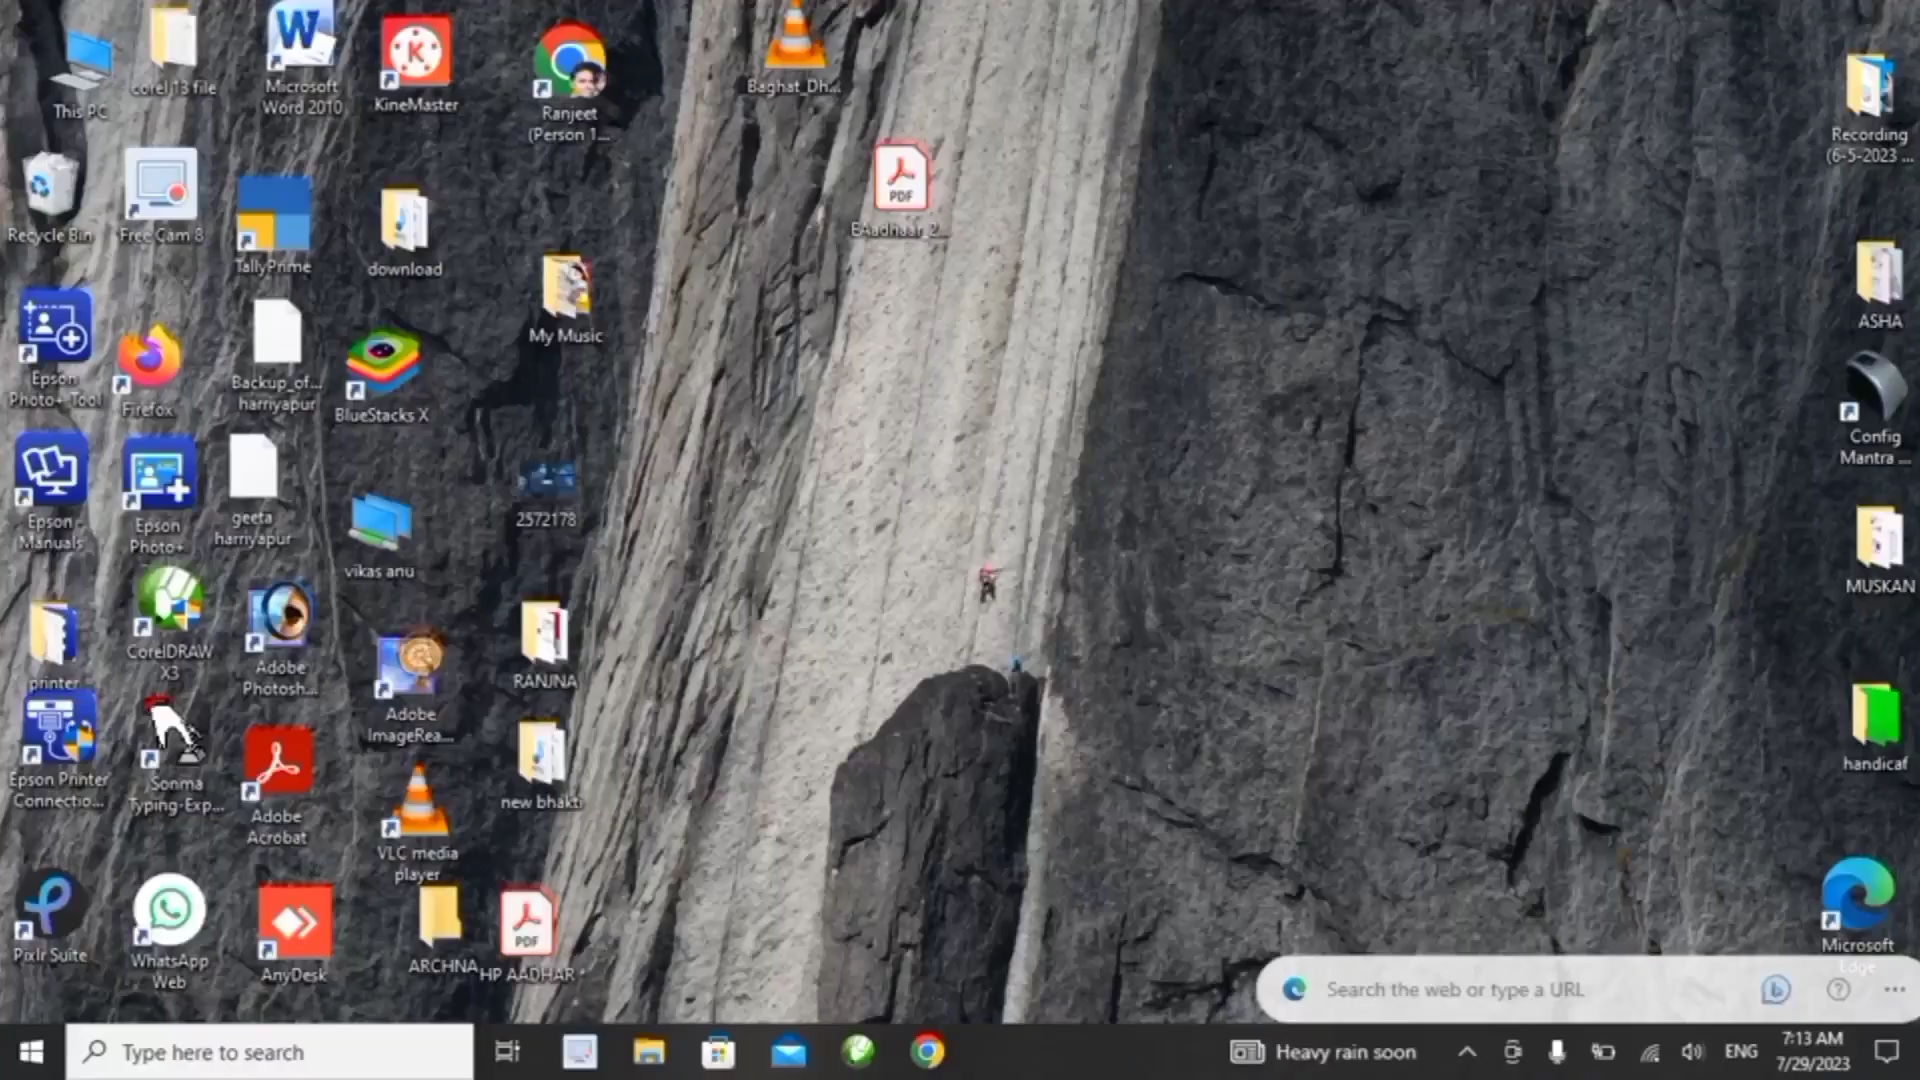 This PC
corel 13 file
Microsoft
Word 2010
KineMaster
Ranjeet
(Person 1...
Baghat_Dh...
Recording
(6-5-2023 ...
Recycle Bin
Free Cam 8
TallyPrime
download
PDF
EAadhaar_2...
My Music
ASHA
Epson
Photo+ Tool
Firefox
Backup_of...
harriyapur
BlueStacks X
Config
Mantra ...
Epson
Manuals
Epson
Photo+
geeta
harriyapur
vikas anu
2572178
MUSKAN
printer
CorelDRAW
X3
Adobe
Photosh...
Adobe
ImageRea...
RANJNA
handicaf
Epson Printer
Connectio...
Sonma
Typing-Exp...
Adobe
Acrobat
VLC media
player
new bhakti
Pixlr Suite
WhatsApp
Web
AnyDesk
ARCHNA
PDF
HP AADHAR *
Microsoft
Edge
Search the web or type a URL
Type here to search
Heavy rain soon
ENG
7:13 AM
7/29/2023